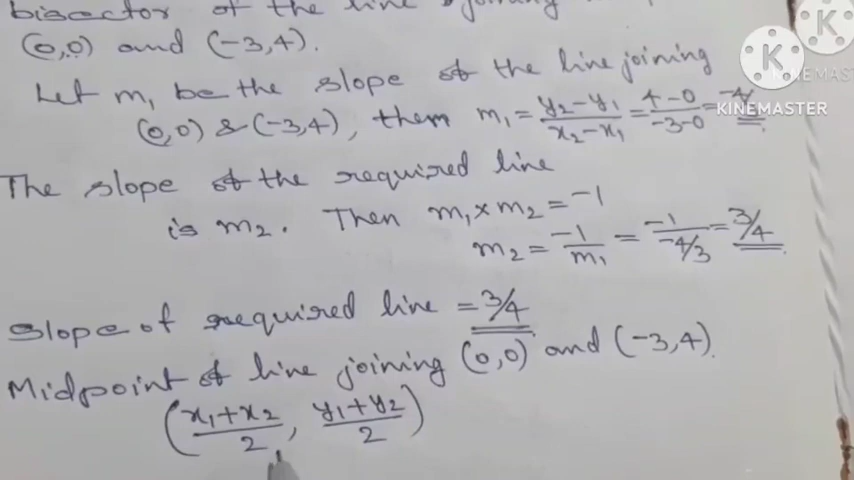 bisector of the line joining
(0,0) and (-3,4).
Let m₁ be the slope of the line joining
(0,0) & (-3,4), then m₁ = y₂-y₁/x₂-x₁ = 4-0/-3-0 = -4/
The slope of the required line
is m₂. Then m₁ x m₂ = -1
m₂ = -1/m₁ = -1/-4/3 = 3/4
Slope of required line = 3/4
Midpoint of line joining (0,0) and (-3,4).
(x₁+x₂/2, y₁+y₂/2)
K
KINEMASTER
K
KINEMASTER